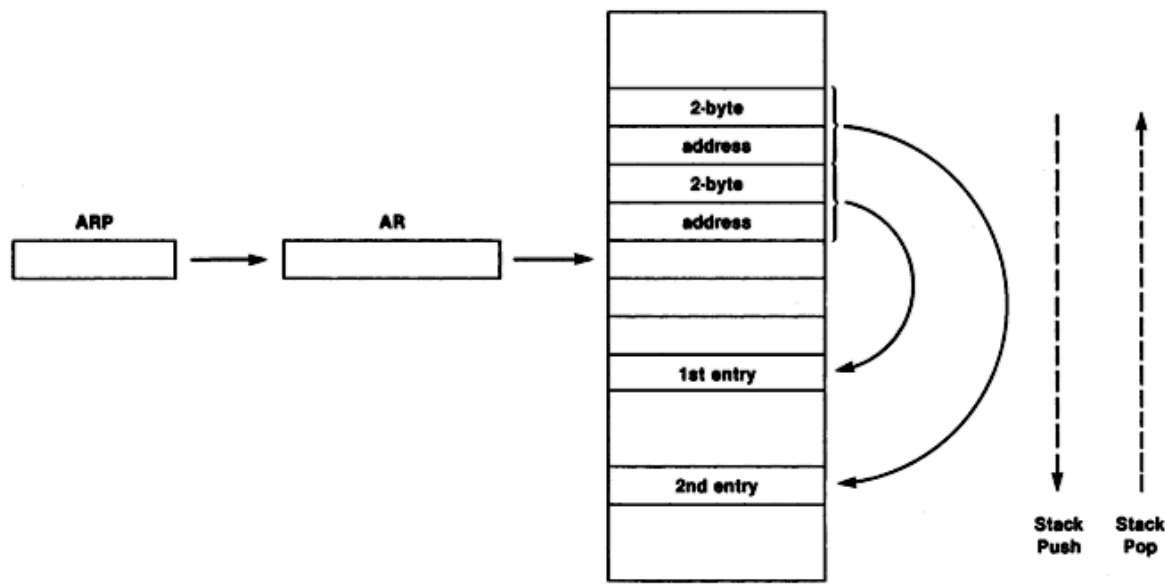 2-byte
address
2-byte
address
ARP
AR
1st entry
2nd entry
Stack
Push
Stack
Pop